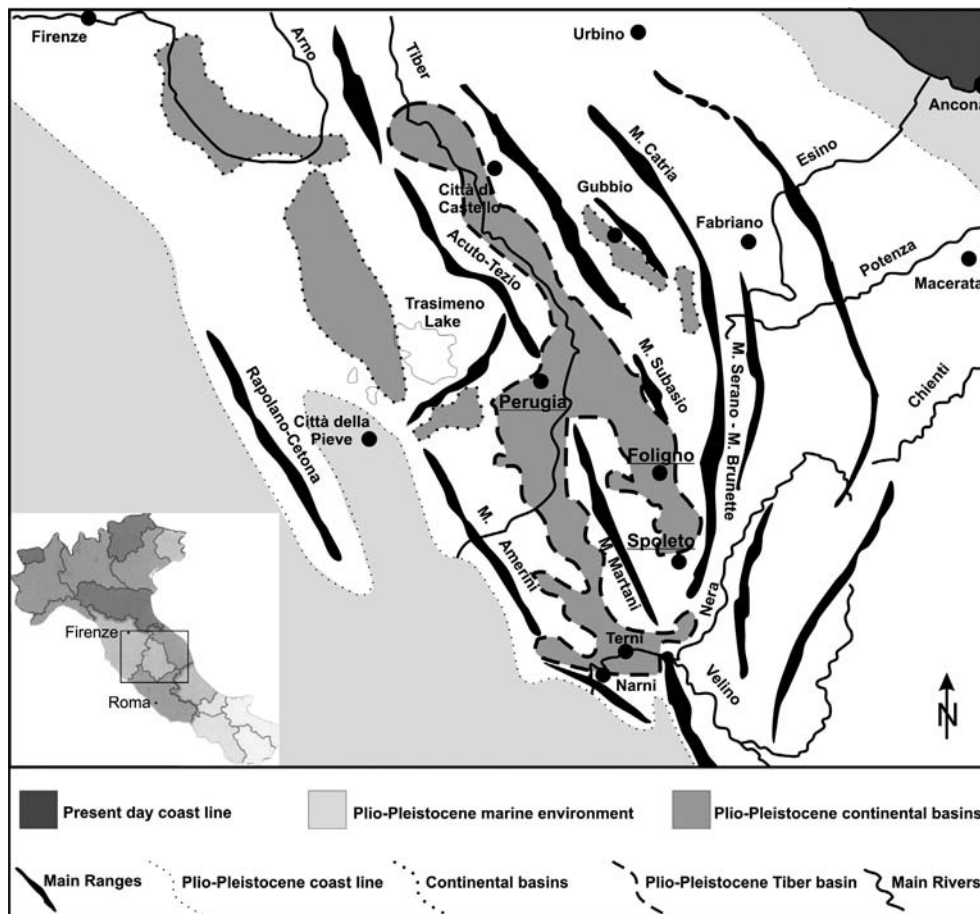 Firenze
Arno
Tiber
Urbino
Ancona
Esino
M. Catria
Città di
Castello
Gubbio
Fabriano
Potenza
Macerata
Acuto-Tezio
Trasimeno
Lake
M. Subasio
M. Serano - M. Brunette
Chienti
Rapolano-Cetona
Città della
Pieve
Perugia
Foligno
Spoleto
M. Amerini
M. Martani
Nera
Terni
Narni
Velino
N
Firenze
Roma
Present day coast line
Plio-Pleistocene marine environment
Plio-Pleistocene continental basins
Main Ranges
Plio-Pleistocene coast line
Continental basins
Plio-Pleistocene Tiber basin
Main Rivers